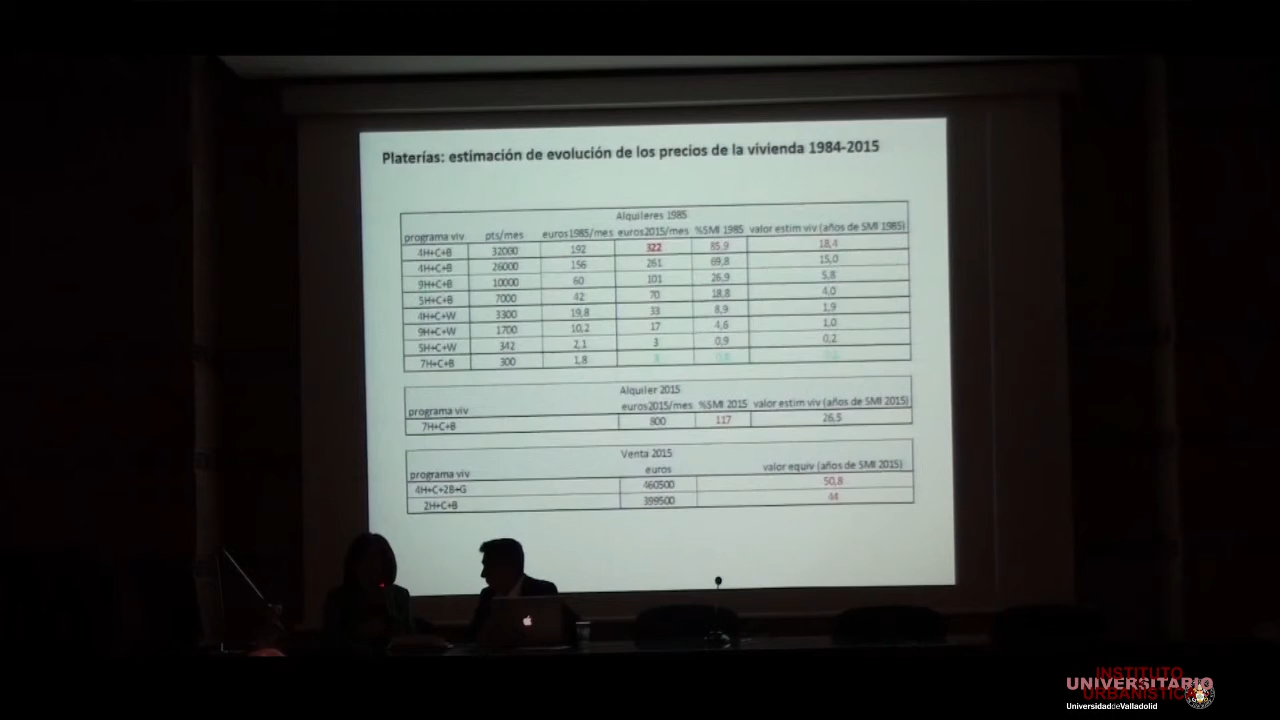 Platerías: estimación de evolución de los precios de la vivienda 1984-2015
Alquileres 1985
programa viv pts/mes euros1985/mes euros2015/mes %SMI 1985 valor estim viv (años de SMI 1985)
4H+C+B 32000 192 322 85,9 18,4
4H+C+B 26000 156 261 69,8 15,0
9H+C+B 10000 60 101 26,9 5,8
5H+C+B 7000 42 70 18,8 4,0
4H+C+W 3300 19,8 33 8,9 1,9
9H+C+W 1700 10,2 17 4,6 1,0
5H+C+W 342 2,1 3 0,9 0,2
7H+C+B 300 1,8
Alquiler 2015
programa viv euros2015/mes %SMI 2015 valor estim viv (años de SMI 2015)
7H+C+B 800 117 26,5
Venta 2015
programa viv euros valor equiv (años de SMI 2015)
4H+C+2B+G 460500 50,8
2H+C+B 399500 44
INSTITUTO
UNIVERSITARIO
URBANÍSTICA
UniversidaddeValladolid